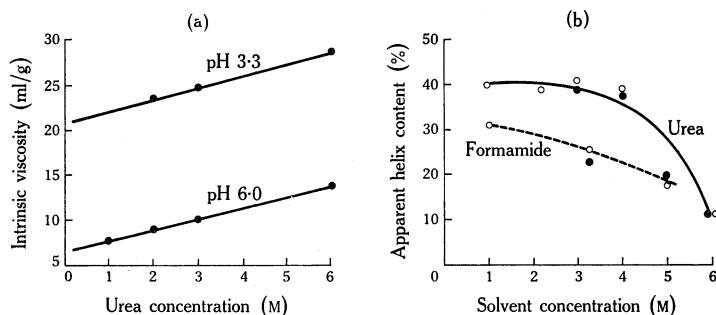 (a)
Intrinsic viscosity (ml/g)
30
25
20
15
10
5
pH 3·3
pH 6·0
0 1 2 3 4 5 6
Urea concentration (M)
(b)
Apparent helix content (%)
50
40
30
20
10
Urea
Formamide
0 1 2 3 4 5 6
Solvent concentration (M)